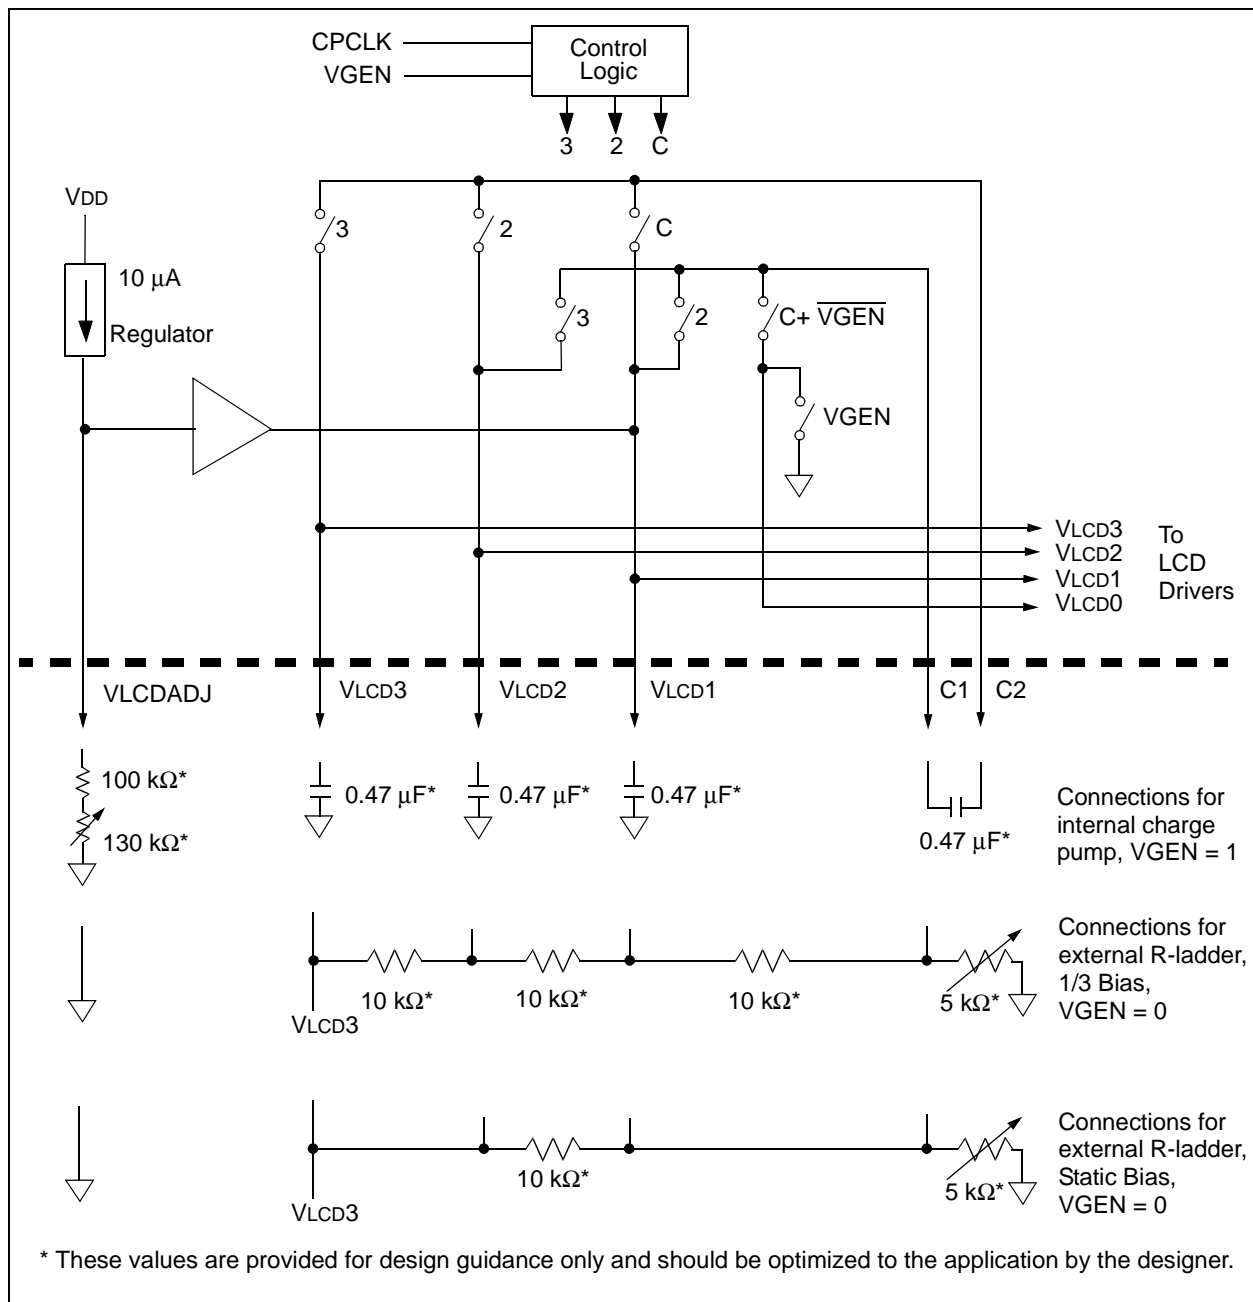 CPCLK
VGEN
Control
Logic
3 2 C
VDD
3
2
C
10 μA
Regulator
3
2
C+ V̅G̅E̅N̅
VGEN
VLCD3
VLCD2
VLCD1
VLCD0
To
LCD
Drivers
VLCDADJ
VLCD3
VLCD2
VLCD1
C1
C2
100 kΩ*
130 kΩ*
0.47 μF*
0.47 μF*
0.47 μF*
0.47 μF*
Connections for
internal charge
pump, VGEN = 1
10 kΩ*
10 kΩ*
10 kΩ*
5 kΩ*
VLCD3
Connections for
external R-ladder,
1/3 Bias,
VGEN = 0
10 kΩ*
5 kΩ*
VLCD3
Connections for
external R-ladder,
Static Bias,
VGEN = 0
* These values are provided for design guidance only and should be optimized to the application by the designer.